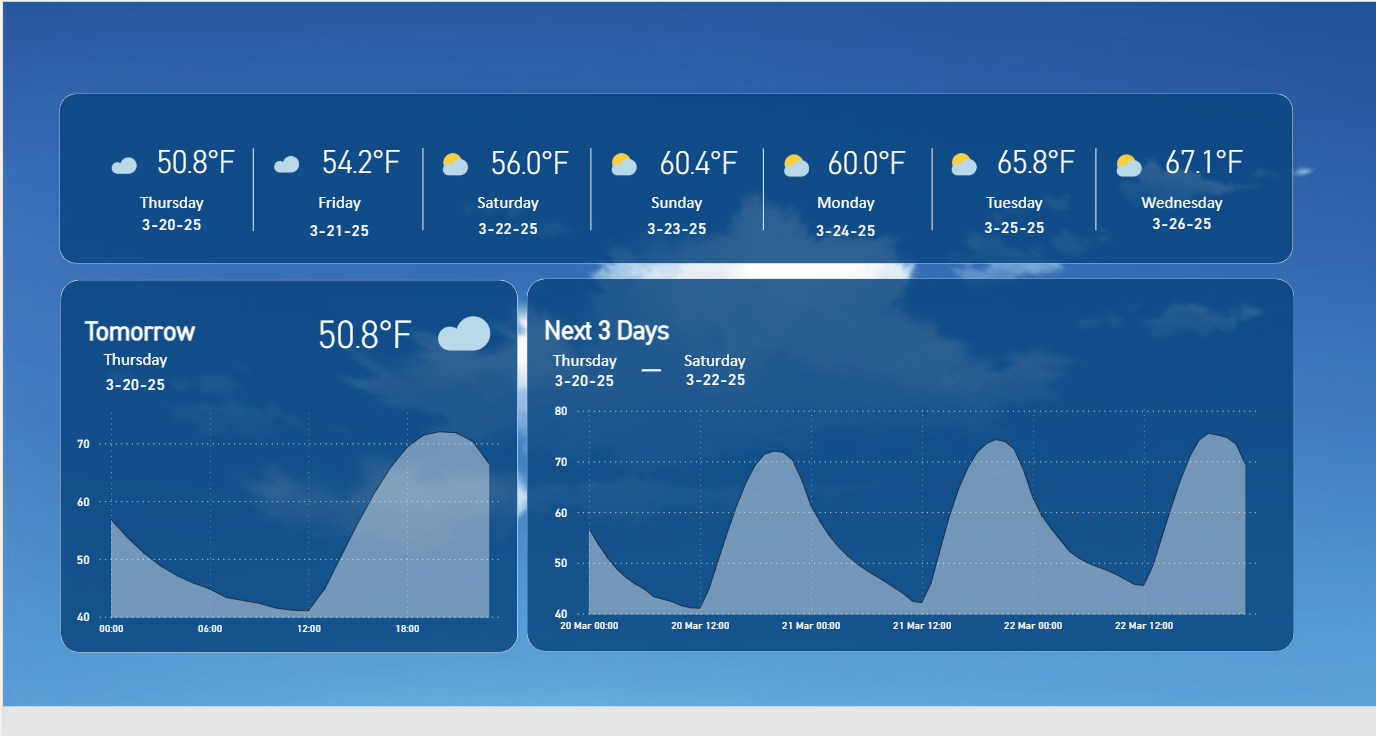 50.8°F 54.2°F 56.0°F 60.4°F 60.0°F 65.8°F 67.1°F
Thursday Friday Saturday Sunday Monday Tuesday Wednesday
3-20-25 3-21-25 3-22-25 3-23-25 3-24-25 3-25-25 3-26-25
Tomorrow 50.8°F
Thursday
3-20-25
70
60
50
40
00:00 06:00 12:00 18:00
Next 3 Days
Thursday — Saturday
3-20-25 3-22-25
80
70
60
50
40
20 Mar 00:00 20 Mar 12:00 21 Mar 00:00 21 Mar 12:00 22 Mar 00:00 22 Mar 12:00